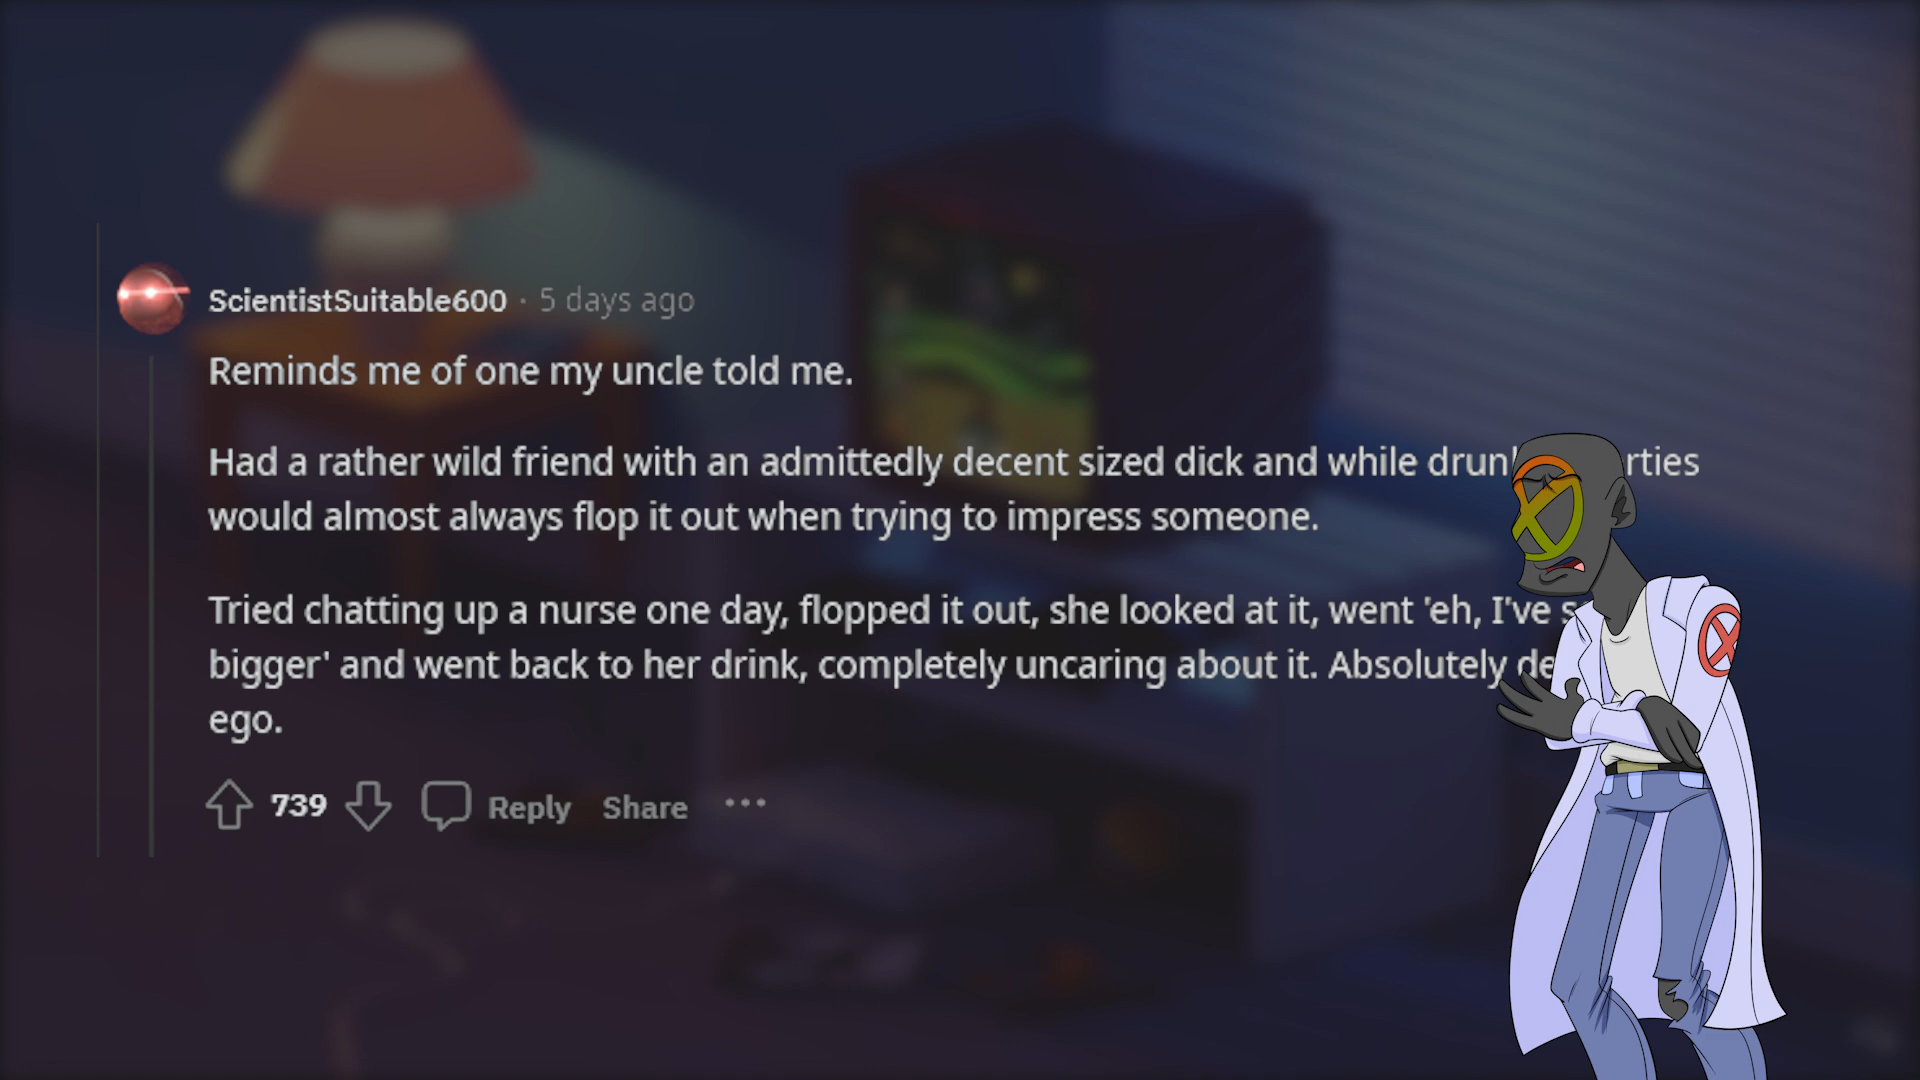 ScientistSuitable600 · 5 days ago
Reminds me of one my uncle told me.
Had a rather wild friend with an admittedly decent sized dick and while
would almost always flop it out when trying to impress someone.
Tried chatting up a nurse one day, flopped it out, she looked at it, went 'eh, I've
bigger' and went back to her drink, completely uncaring about it. Absolutely
ego.
739 Reply Share ···